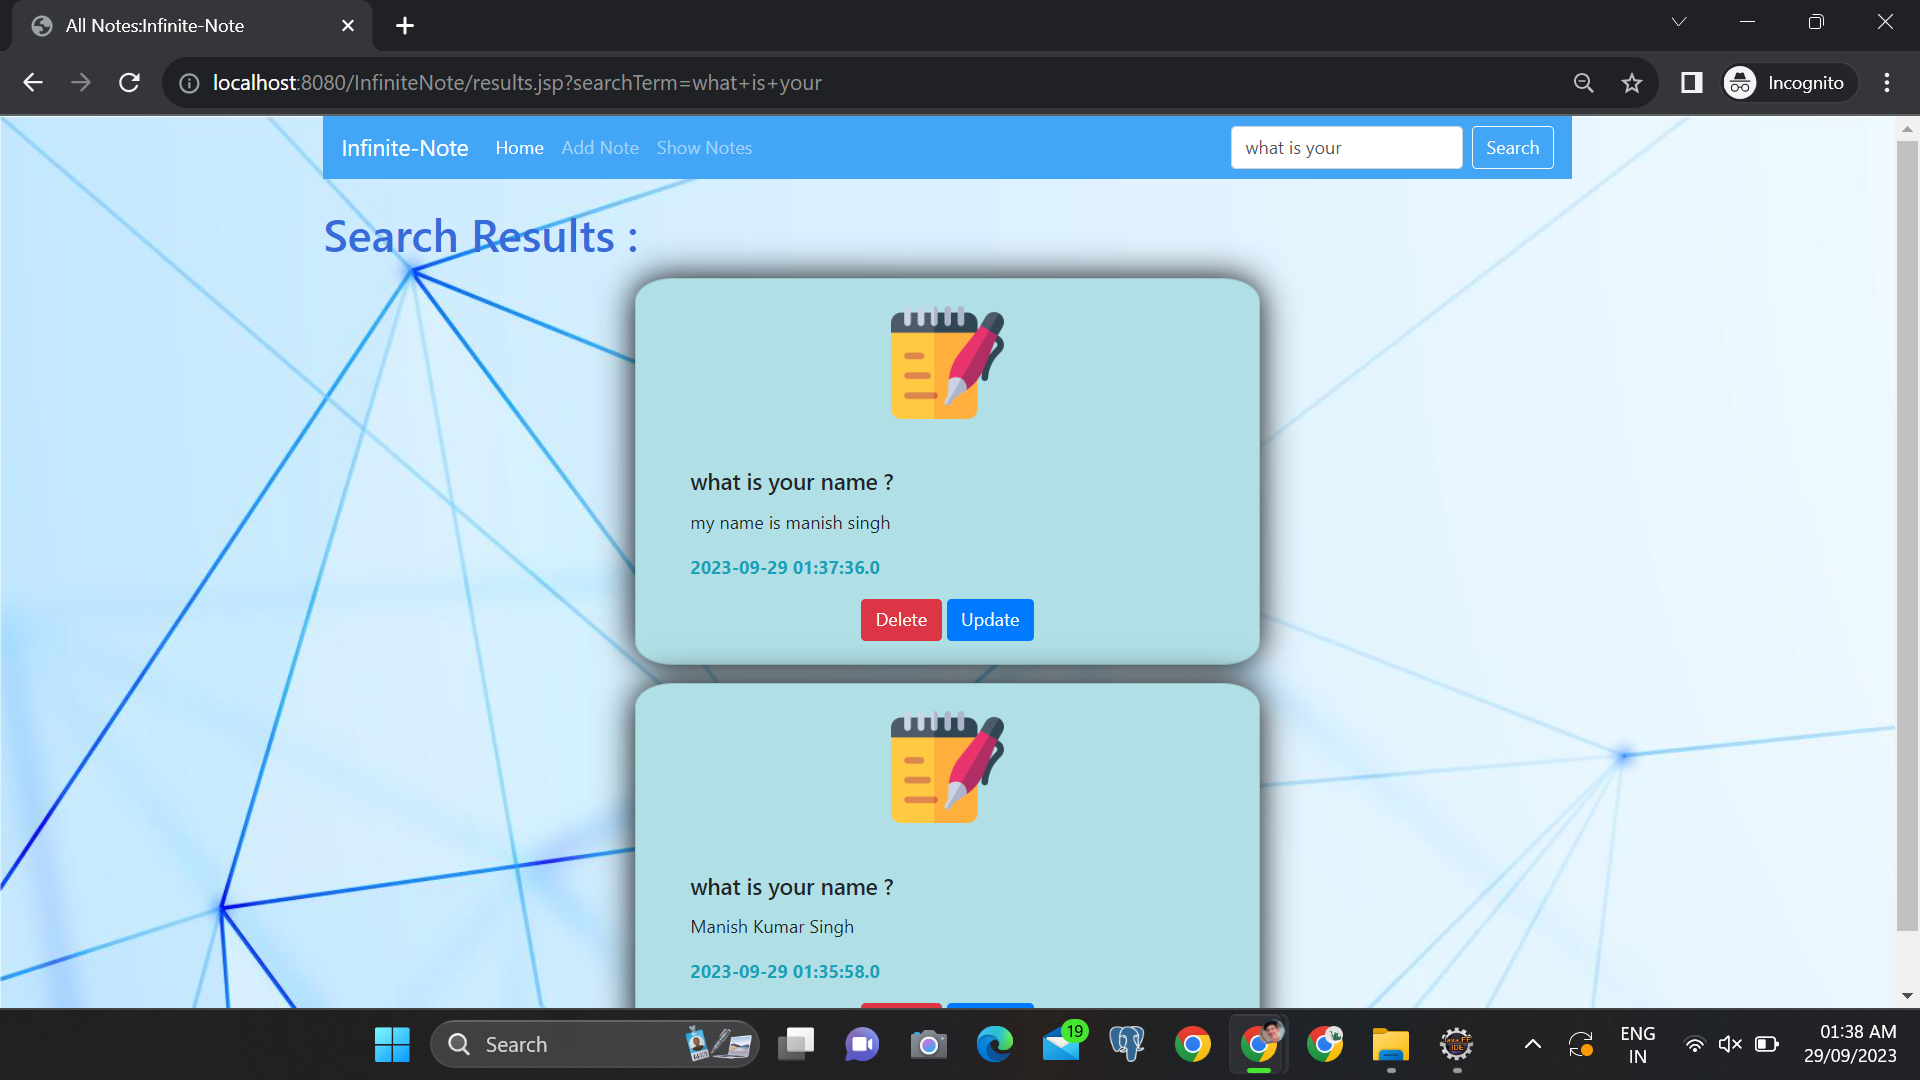 All Notes:Infinite-Note
localhost:8080/InfiniteNote/results.jsp?searchTerm=what+is+your
Incognito
Infinite-Note Home Add Note Show Notes what is your Search
Search Results :
what is your name ?
my name is manish singh
2023-09-29 01:37:36.0
Delete Update
what is your name ?
Manish Kumar Singh
2023-09-29 01:35:58.0
Search
19
JAVA EE
IDE
ENG
IN
01:38 AM
29/09/2023